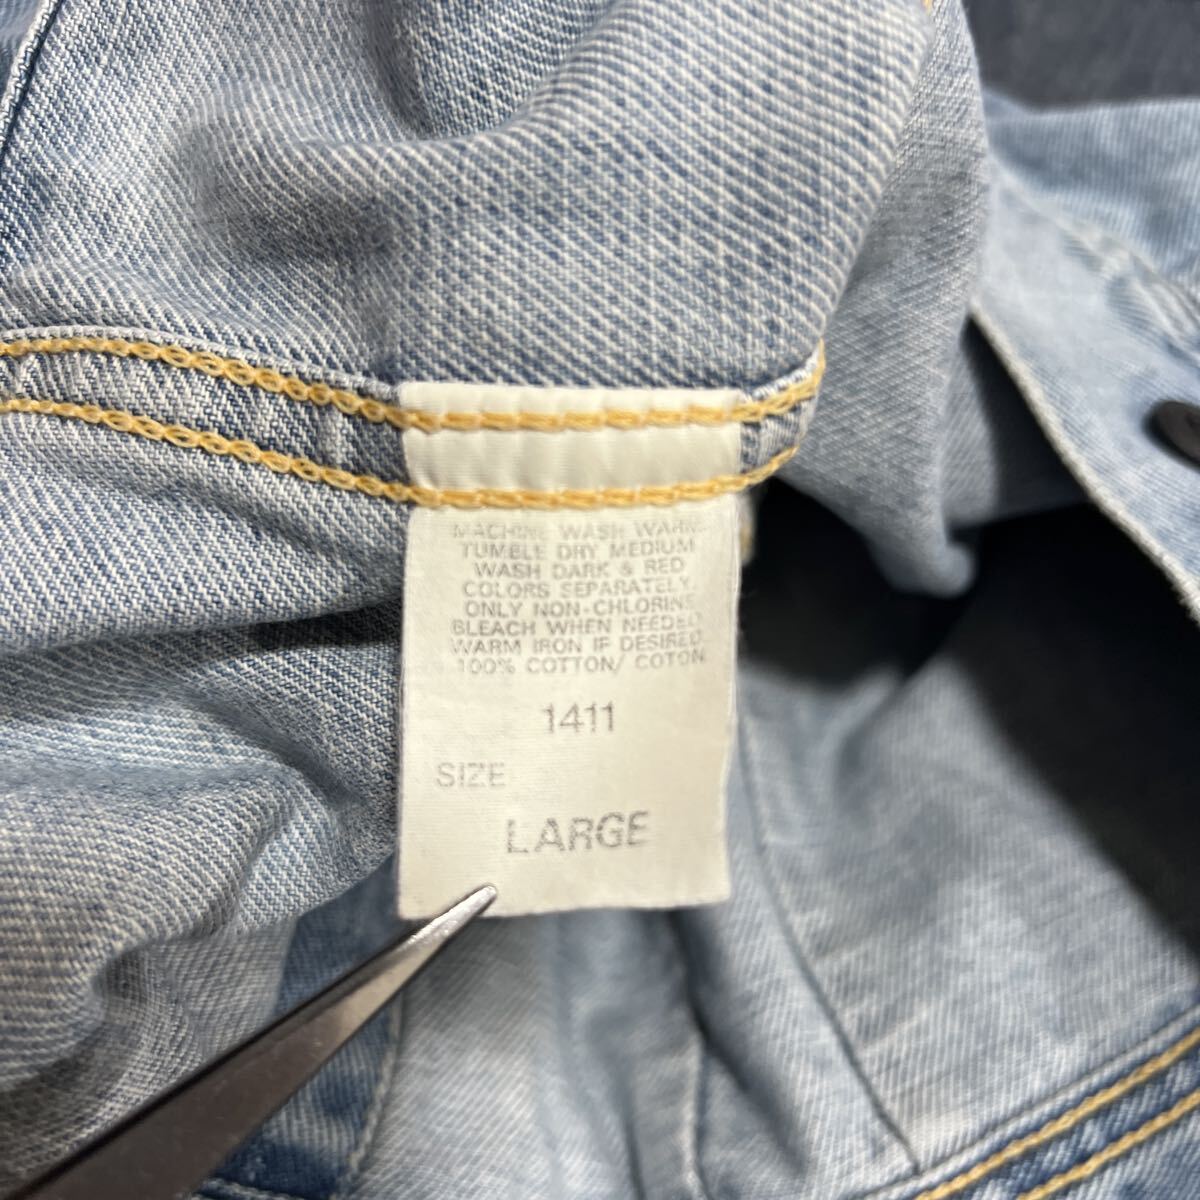 MACHINE WASH WARM.
TUMBLE DRY MEDIUM
WASH DARK & RED
COLORS SEPARATELY.
ONLY NON-CHLORINE
BLEACH WHEN NEEDED.
WARM IRON IF DESIRED.
100% COTTON/ COTON
1411
SIZE
LARGE